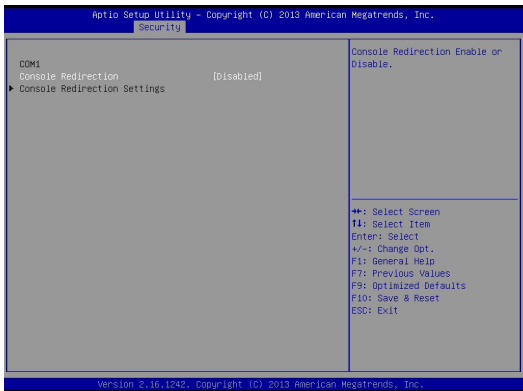 Aptio Setup Utility – Copyright (C) 2013 American Megatrends, Inc.
Security
COM1
Console Redirection [Disabled]
Console Redirection Settings
Console Redirection Enable or
Disable.
→←: Select Screen
↑↓: Select Item
Enter: Select
+/-: Change Opt.
F1: General Help
F7: Previous Values
F9: Optimized Defaults
F10: Save & Reset
ESC: Exit
Version 2.16.1242. Copyright (C) 2013 American Megatrends, Inc.